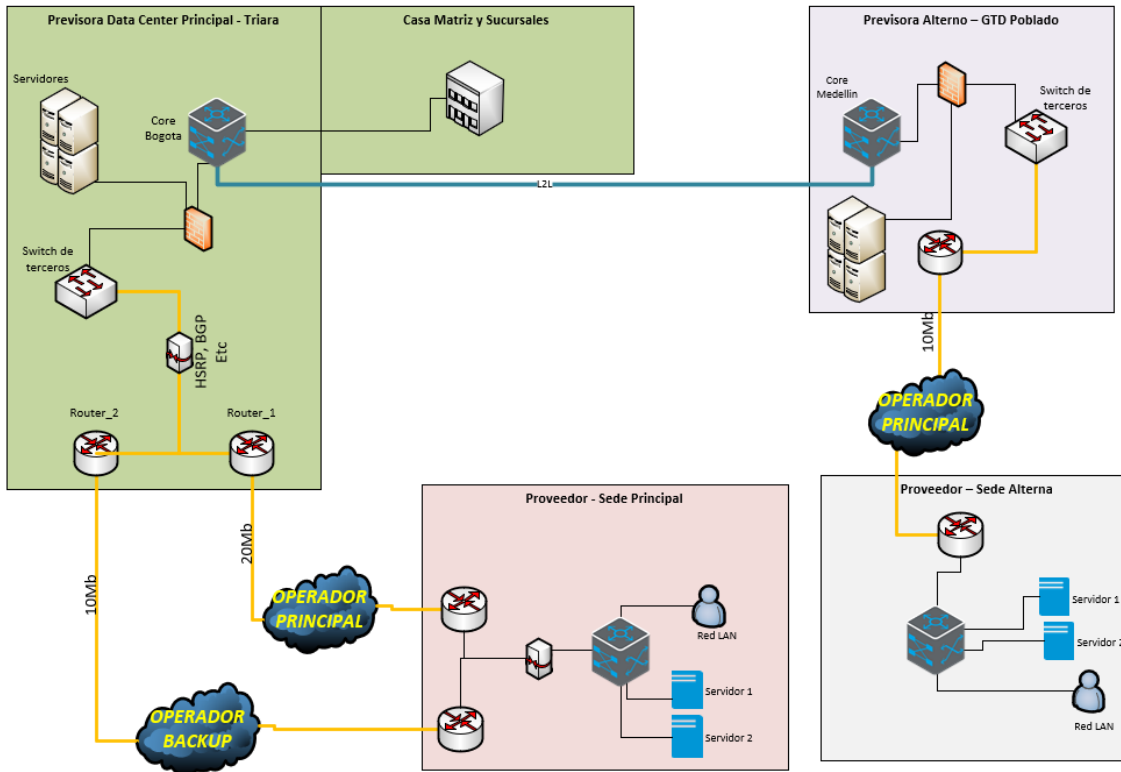 Previsora Data Center Principal - Triara
Casa Matriz y Sucursales
Previsora Alterno – GTD Poblado
Servidores
Core
Bogota
Core
Medellin
Switch de
terceros
L2L
Switch de
terceros
HSRP, BGP
Etc
10Mb
Router_2
Router_1
OPERADOR
PRINCIPAL
20Mb
10Mb
Proveedor - Sede Principal
Proveedor – Sede Alterna
OPERADOR
PRINCIPAL
Red LAN
Servidor 1
Servidor 2
Servidor 1
Servidor 2
Red LAN
OPERADOR
BACKUP